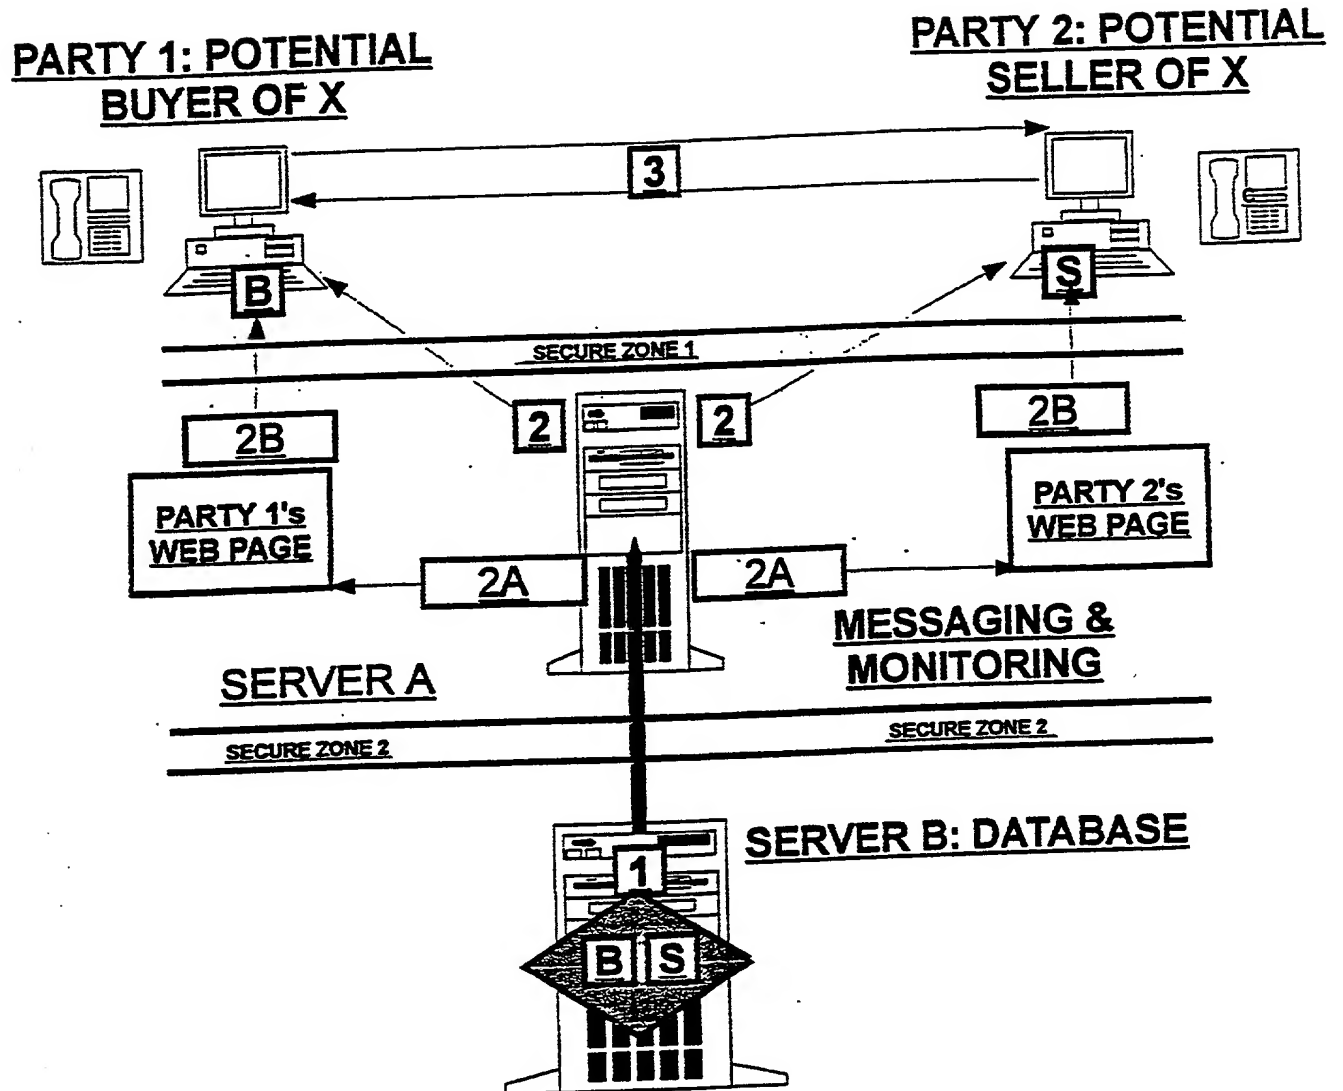 PARTY 1: POTENTIAL
BUYER OF X
PARTY 2: POTENTIAL
SELLER OF X
3
B
S
SECURE ZONE 1
2
2
2B
2B
PARTY 1's
WEB PAGE
PARTY 2's
WEB PAGE
2A
2A
MESSAGING &
MONITORING
SERVER A
SECURE ZONE 2
SECURE ZONE 2
SERVER B: DATABASE
1
B
S